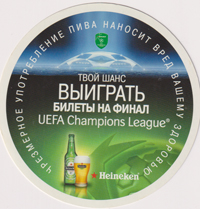 ЧРЕЗМЕРНОЕ УПОТРЕБЛЕНИЕ ПИВА НАНОСИТ ВРЕД ВАШЕМУ ЗДОРОВЬЮ
ТВОЙ ШАНС
ВЫИГРАТЬ
БИЛЕТЫ НА ФИНАЛ
UEFA Champions League®
Heineken